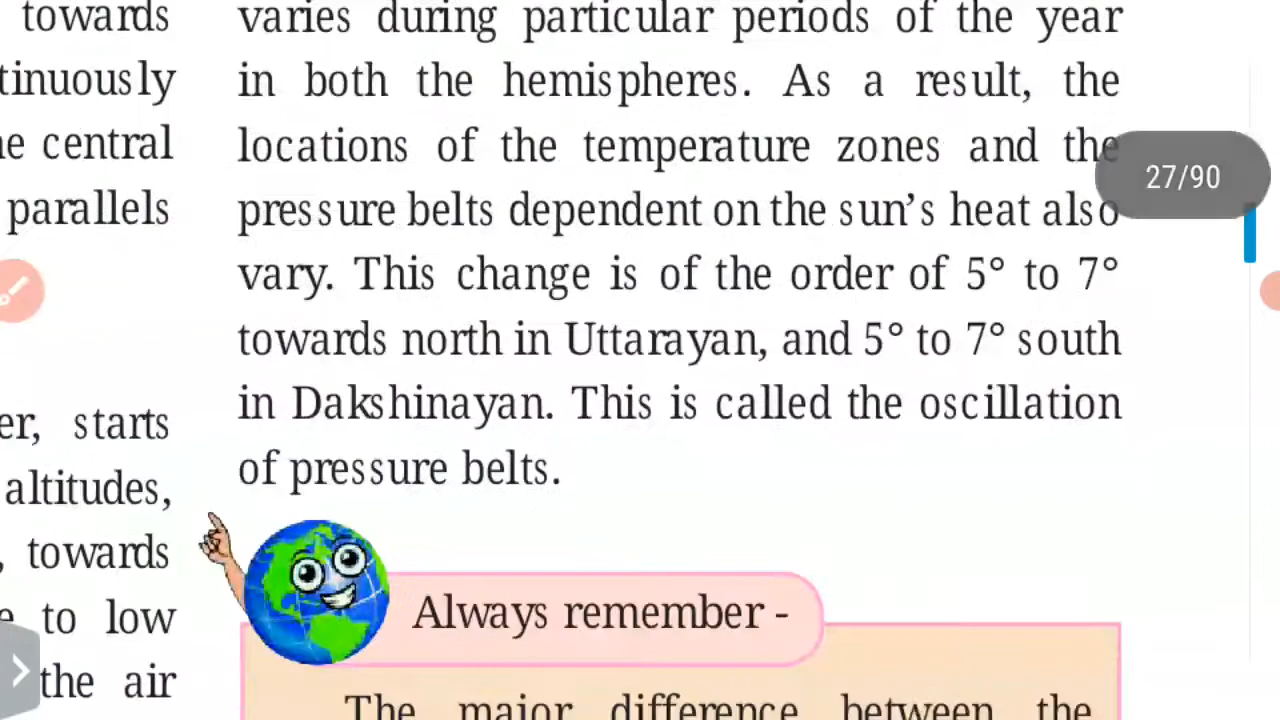 towards
tinuously
e central
parallels
er, starts
altitudes,
, towards
e to low
the air
varies during particular periods of the year
in both the hemispheres. As a result, the
locations of the temperature zones and the
pressure belts dependent on the sun's heat also
vary. This change is of the order of 5° to 7°
towards north in Uttarayan, and 5° to 7° south
in Dakshinayan. This is called the oscillation
of pressure belts.
Always remember -
The major difference between the
27/90